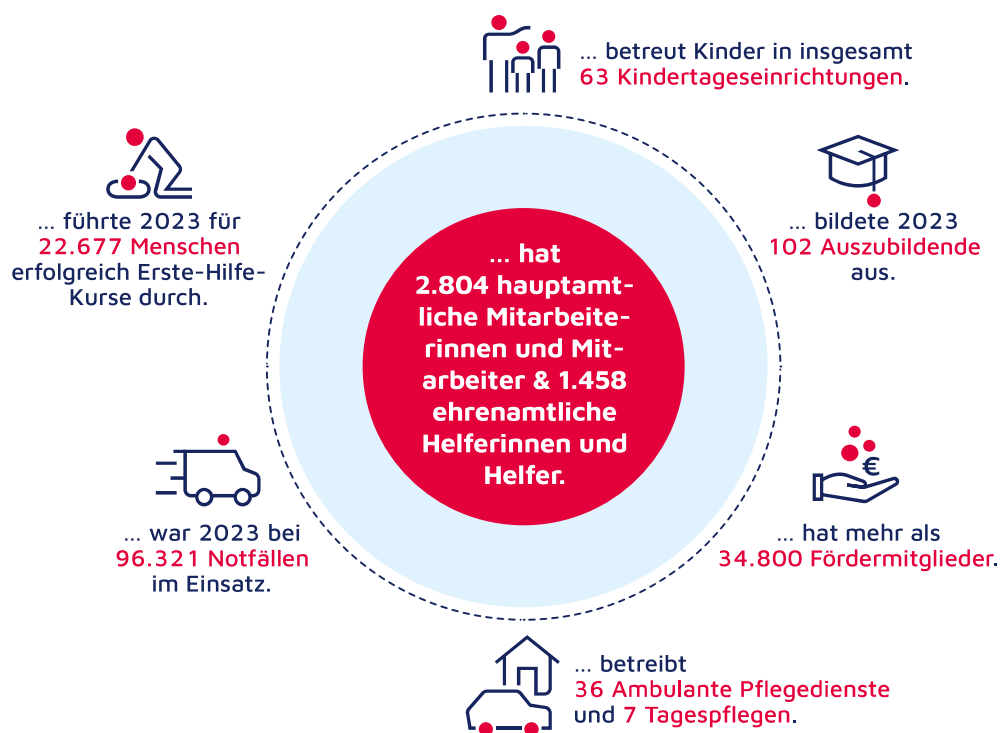 ... betreut Kinder in insgesamt
63 Kindertageseinrichtungen.
... führte 2023 für
22.677 Menschen
erfolgreich Erste-Hilfe-
Kurse durch.
... bildete 2023
102 Auszubildende
aus.
... hat
2.804 hauptamt-
liche Mitarbeite-
rinnen und Mit-
arbeiter & 1.458
ehrenamtliche
Helferinnen und
Helfer.
... war 2023 bei
96.321 Notfällen
im Einsatz.
€
... hat mehr als
34.800 Fördermitglieder.
... betreibt
36 Ambulante Pflegedienste
und 7 Tagespflegen.